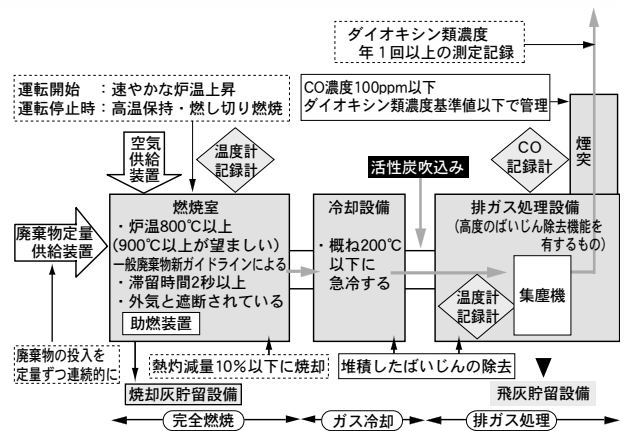 ダイオキシン類濃度
年1回以上の測定記録
運転開始　：速やかな炉温上昇
運転停止時：高温保持・燃し切り燃焼
CO濃度100ppm以下
ダイオキシン類濃度基準値以下で管理
空気
供給
装置
温度計
記録計
活性炭吹込み
CO
記録計
煙突
廃棄物定量
供給装置
燃焼室
・炉温800℃以上
(900℃以上が望ましい)
一般廃棄物新ガイドラインによる
・滞留時間2秒以上
・外気と遮断されている
助燃装置
冷却設備
・概ね200℃
以下に
急冷する
排ガス処理設備
(高度のばいじん除去機能を
有するもの)
温度計
記録計
集塵機
廃棄物の投入を
定量ずつ連続的に
熱灼減量10％以下に焼却
堆積したばいじんの除去
焼却灰貯留設備
飛灰貯留設備
完全燃焼
ガス冷却
排ガス処理